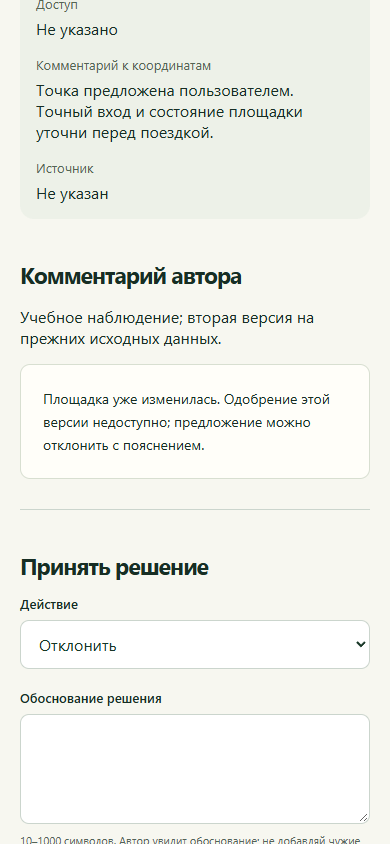 Доступ
Не указано
Комментарий к координатам
Точка предложена пользователем.
Точный вход и состояние площадки
уточни перед поездкой.
Источник
Не указан
Комментарий автора
Учебное наблюдение; вторая версия на
прежних исходных данных.
Площадка уже изменилась. Одобрение этой
версии недоступно; предложение можно
отклонить с пояснением.
Принять решение
Действие
Отклонить
Обоснование решения
10–1000 символов. Автор увидит обоснование; не добавляй чужие